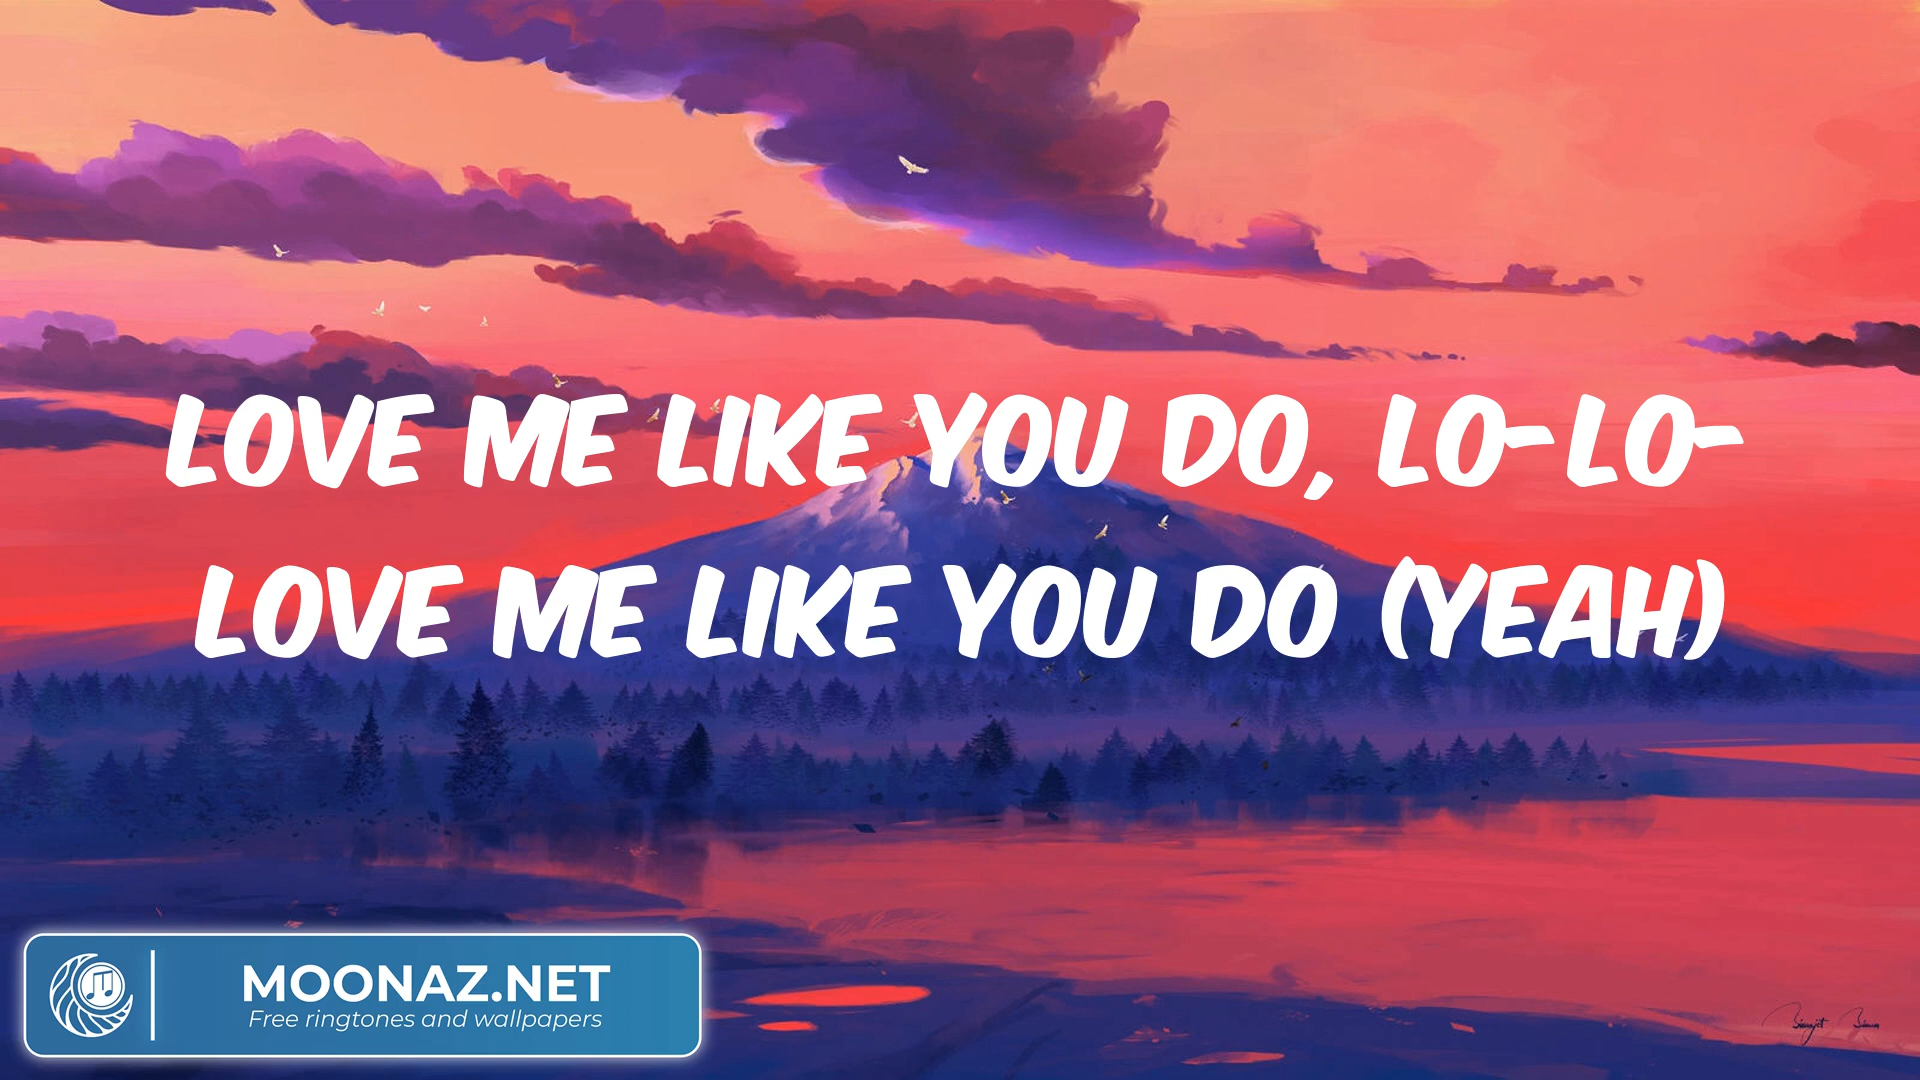 LOVE ME LIKE YOU DO, LO-LO-
LOVE ME LIKE YOU DO (YEAH)
MOONAZ.NET
Free ringtones and wallpapers